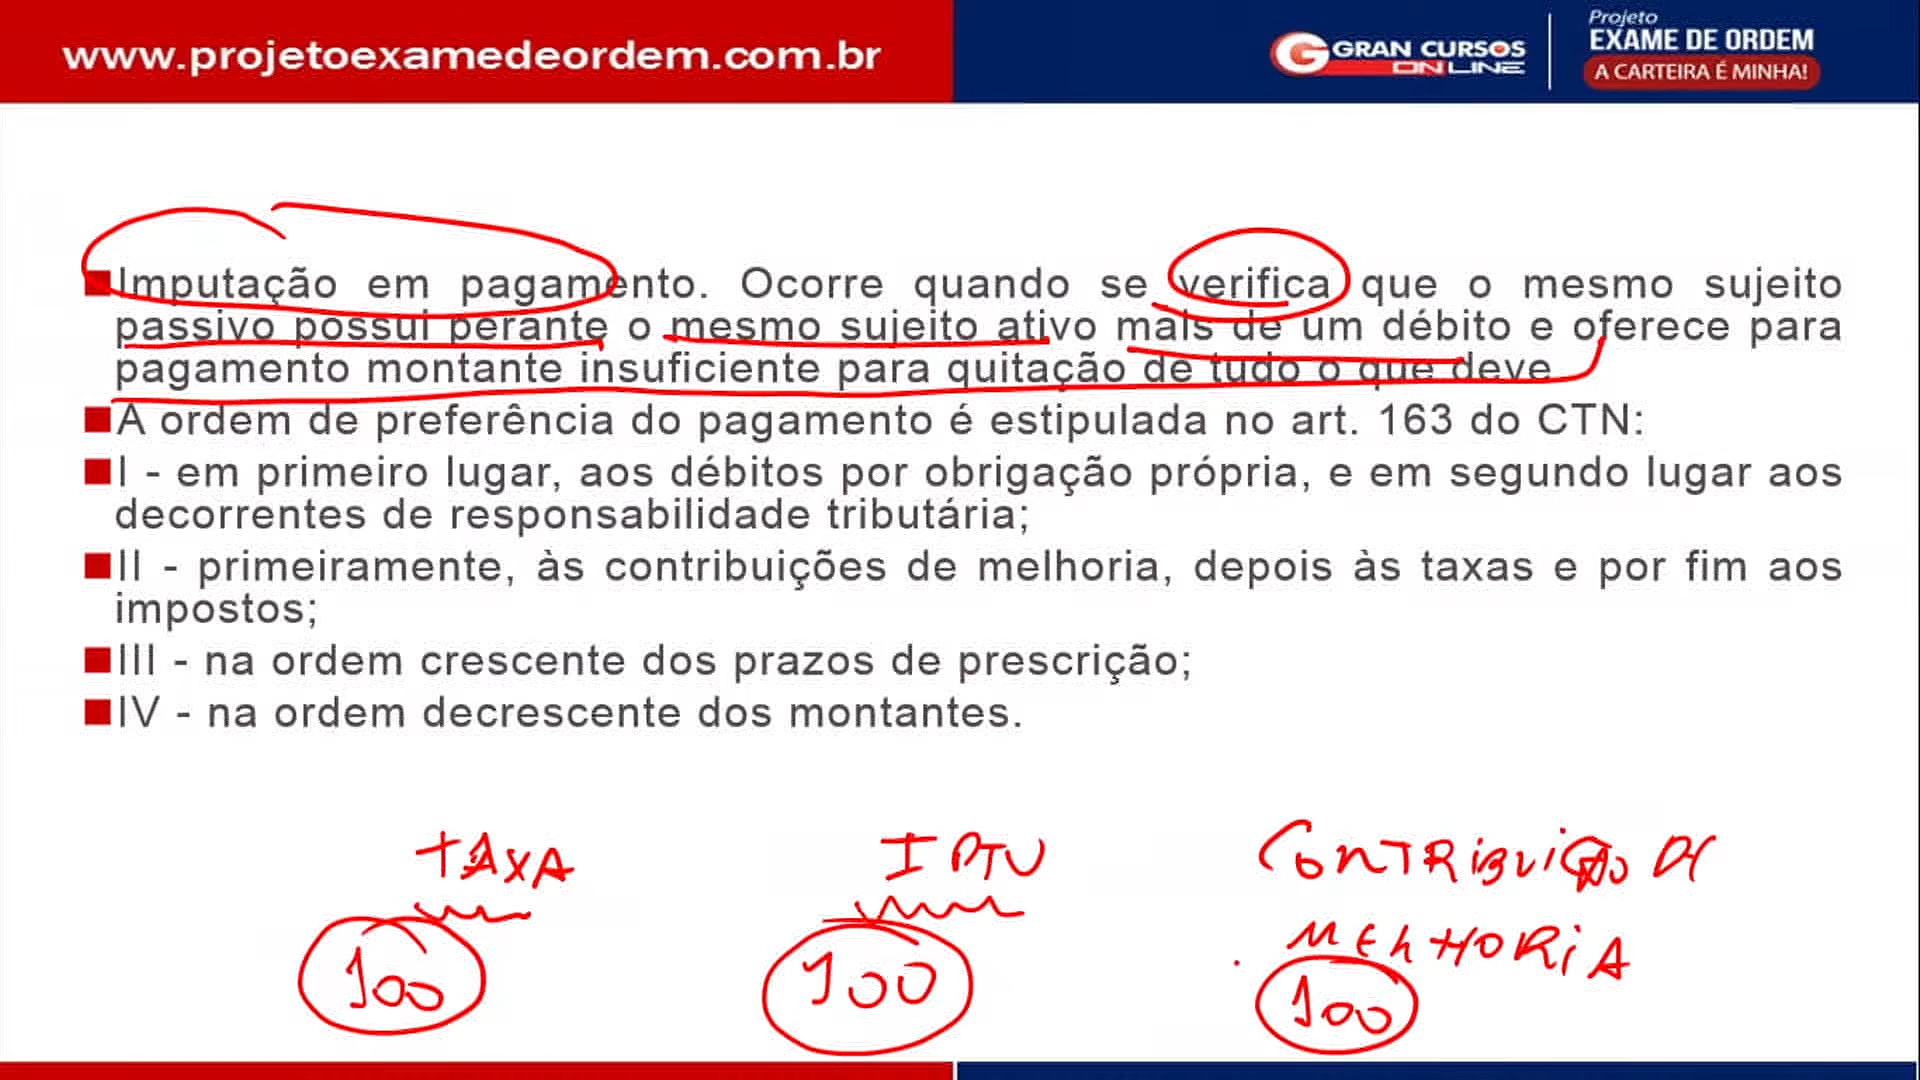 www.projetoexamedeordem.com.br
GRAN CURSOS
ONLINE
Projeto
EXAME DE ORDEM
A CARTEIRA É MINHA!
Imputação em pagamento. Ocorre quando se verifica que o mesmo sujeito
passivo possui perante o mesmo sujeito ativo mais de um débito e oferece para
pagamento montante insuficiente para quitação de tudo o que deve.
A ordem de preferência do pagamento é estipulada no art. 163 do CTN:
I - em primeiro lugar, aos débitos por obrigação própria, e em segundo lugar aos
decorrentes de responsabilidade tributária;
II - primeiramente, às contribuições de melhoria, depois às taxas e por fim aos
impostos;
III - na ordem crescente dos prazos de prescrição;
IV - na ordem decrescente dos montantes.
TAXA IPTU CONTRIBUIÇÃO DE
MELHORIA
100 100 100